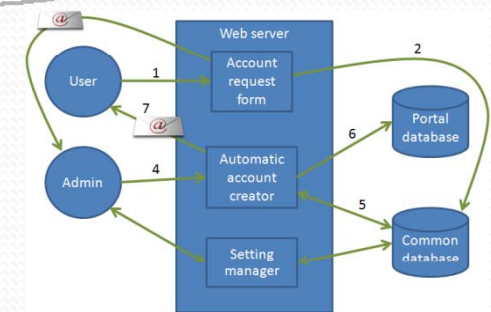 @
Web server
2
User
1
Account
request
form
7
@
6
Portal
database
Admin
4
Automatic
account
creator
5
Setting
manager
Common
database